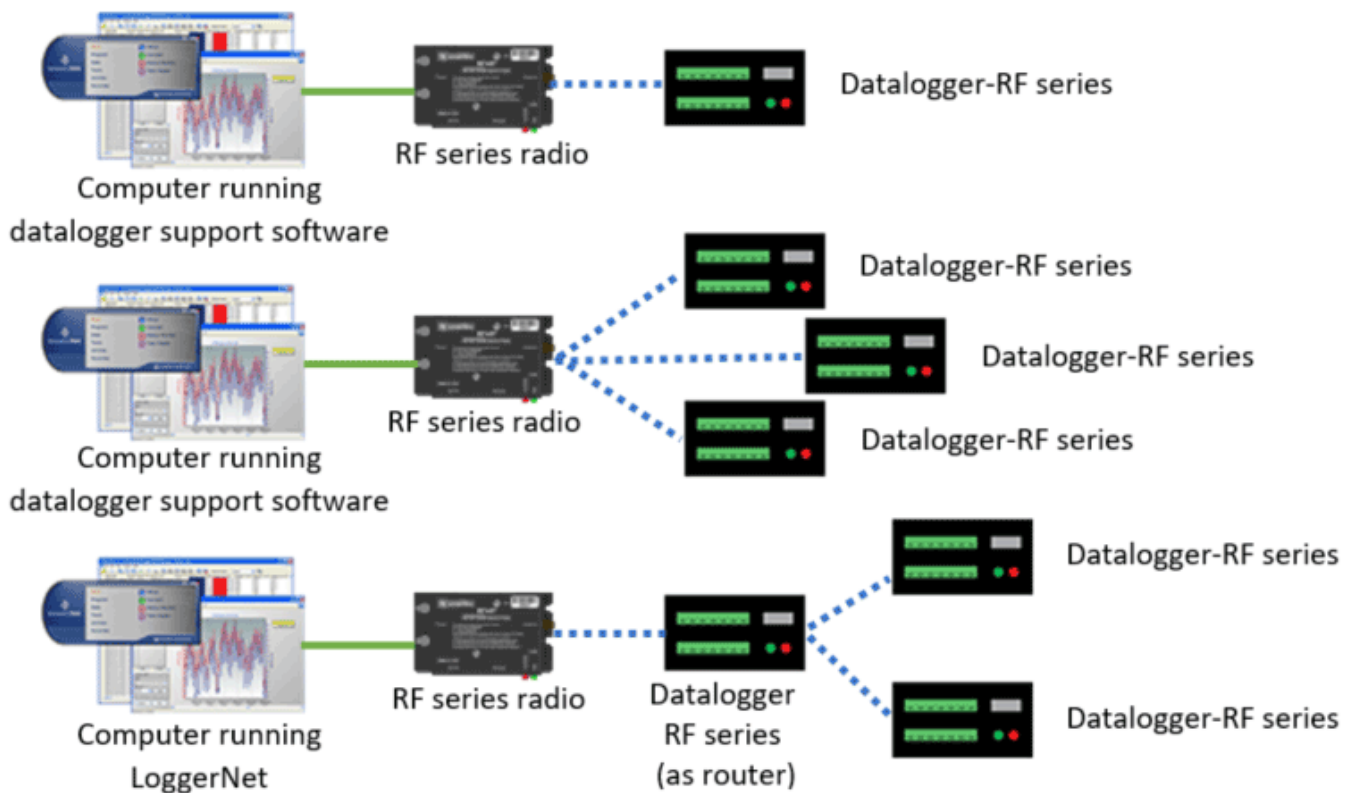 Datalogger-RF series
RF series radio
Computer running
datalogger support software
Datalogger-RF series
Datalogger-RF series
RF series radio
Datalogger-RF series
Computer running
datalogger support software
Datalogger-RF series
RF series radio
Datalogger
RF series
(as router)
Datalogger-RF series
Computer running
LoggerNet